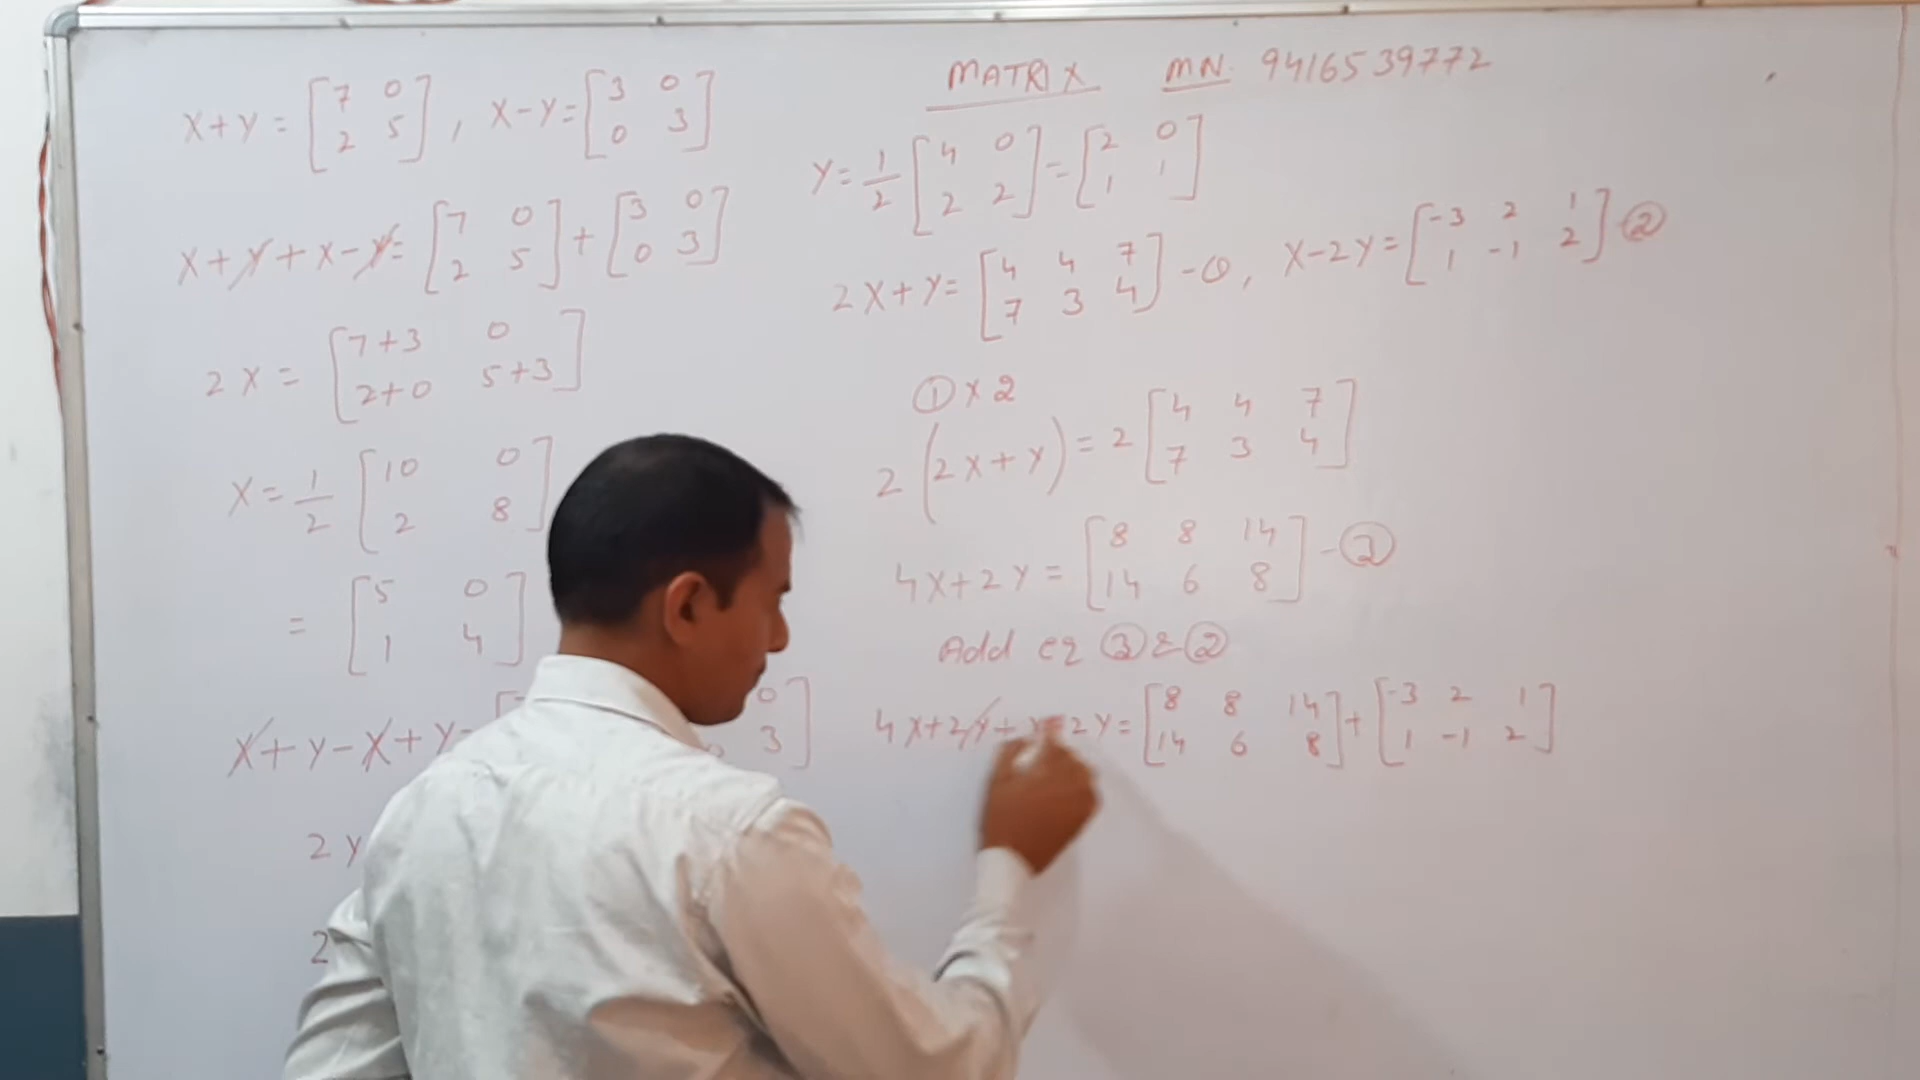 MATRIX MN. 9416539772
X+Y = [7 0
2 5] , X-Y = [3 0
0 3]
X+Y+X-Y = [7 0
2 5] + [3 0
0 3]
2X = [7+3 0
2+0 5+3]
X = 1/2 [10 0
2 8]
= [5 0
1 4]
X+Y-X+Y
0
3]
2Y
2
Y = 1/2 [4 0
2 2] = [2 0
1 1]
2X+Y = [4 4 7
7 3 4] -①, X-2Y = [-3 2 1
1 -1 2] ②
① X 2
2(2X+Y) = 2 [4 4 7
7 3 4]
4X+2Y = [8 8 14
14 6 8] -③
Add eq ③ & ②
4X+2Y+ 2Y = [8 8 14
14 6 8] + [-3 2 1
1 -1 2]